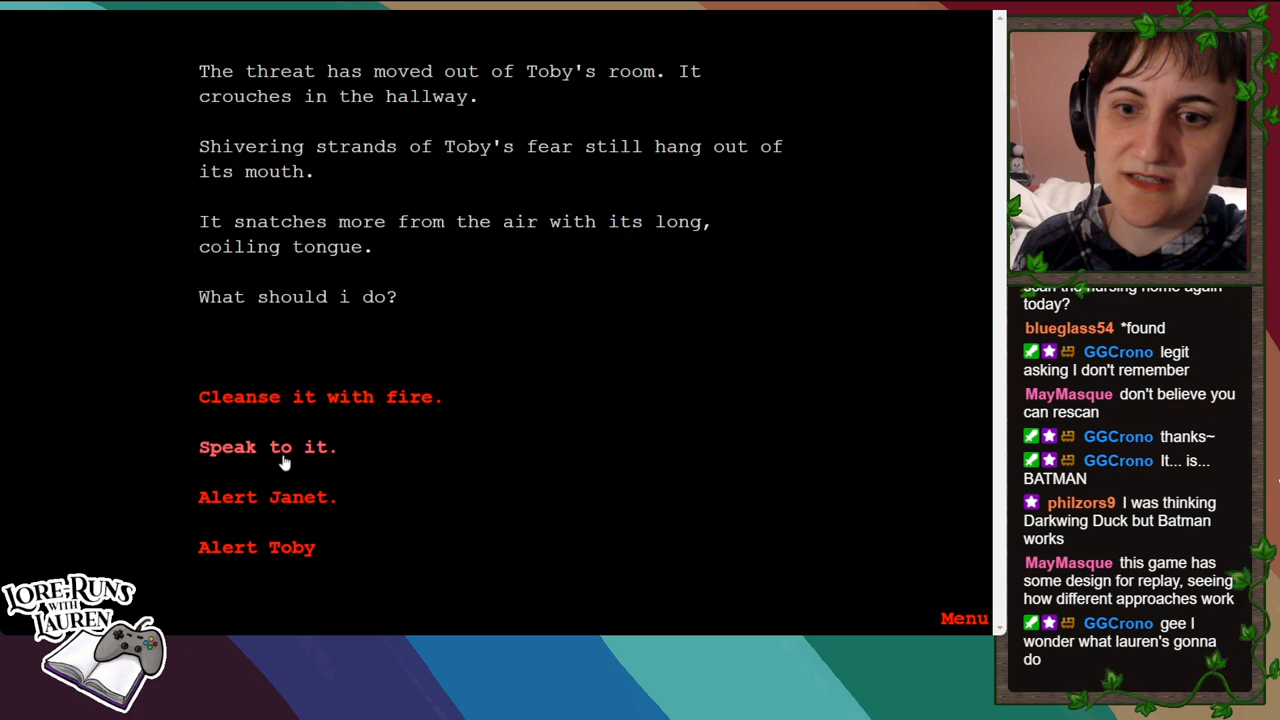 The threat has moved out of Toby's room. It
crouches in the hallway.
Shivering strands of Toby's fear still hang out of
its mouth.
It snatches more from the air with its long,
coiling tongue.
What should i do?
Cleanse it with fire.
Speak to it.
Alert Janet.
Alert Toby
Menu
LORE-RUNS
WITH
LAUREN
today?
blueglass54 *found
GGCrono legit
asking I don't remember
MayMasque don't believe you
can rescan
GGCrono thanks~
GGCrono It... is...
BATMAN
philzors9 I was thinking
Darkwing Duck but Batman
works
MayMasque this game has
some design for replay, seeing
how different approaches work
GGCrono gee I
wonder what lauren's gonna
do